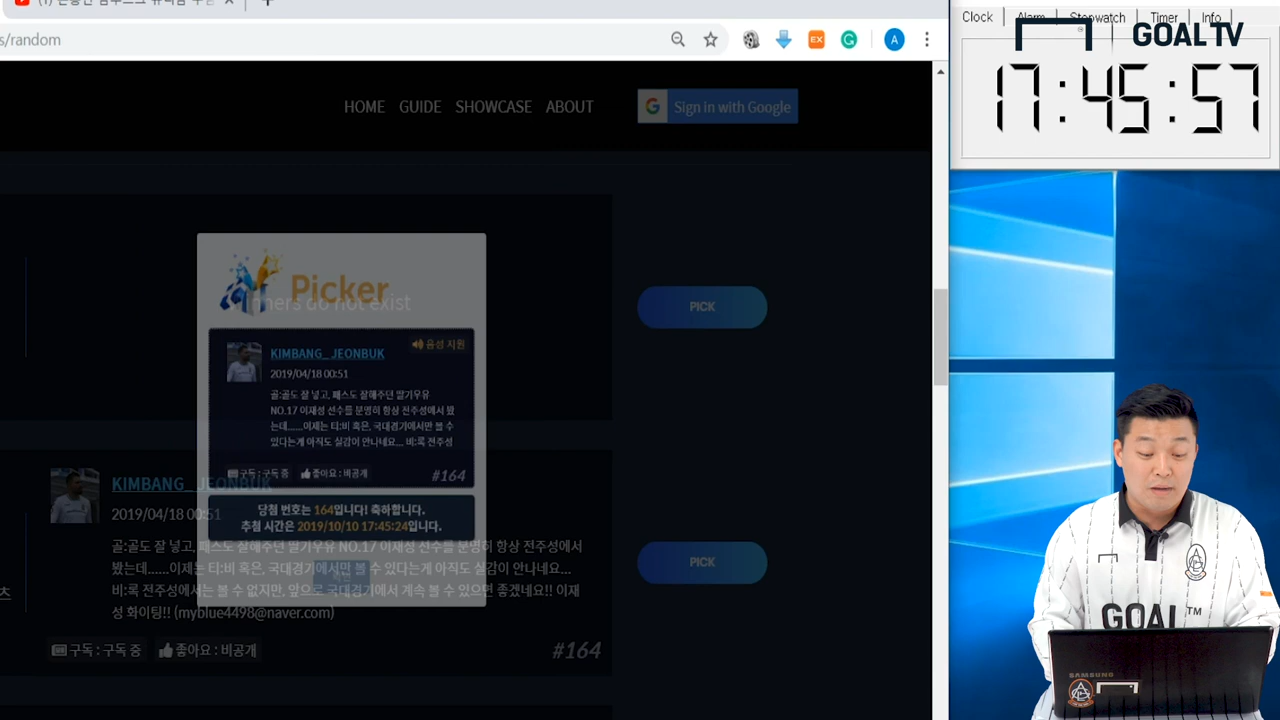 s/random
EX
G
A
HOME GUIDE SHOWCASE ABOUT
G Sign in with Google
Picker
inners do not exist
KIMBANG_JEONBUK
음성 지원
2019/04/18 00:51
골:골도 잘 넣고, 패스도 잘해주던 딸기우유
NO.17 이재성 선수를 분명히 항상 전주성에서 봤
는데......이제는 티:비 혹은, 국대경기에서만 볼 수
있다는게 아직도 실감이 안나네요... 비:록 전주성
구독 : 구독 중 좋아요 : 비공개
#164
당첨 번호는 164입니다! 축하합니다.
추첨 시간은 2019/10/10 17:45:24입니다.
PICK
KIMBANG_JEONBUK
2019/04/18 00:51
골:골도 잘 넣고, 패스도 잘해주던 딸기우유 NO.17 이재성 선수를 분명히 항상 전주성에서
봤는데......이제는 티:비 혹은, 국대경기에서만 볼 수 있다는게 아직도 실감이 안나네요...
비:록 전주성에서는 볼 수 없지만, 앞으로 국대경기에서 계속 볼 수 있으면 좋겠네요!! 이재
성 화이팅!! (myblue4498@naver.com)
구독 : 구독 중 좋아요 : 비공개
#164
PICK
츠
Clock Alarm Stopwatch Timer Info
GOAL TV
17:45:57
GOAL™
SAMSUNG